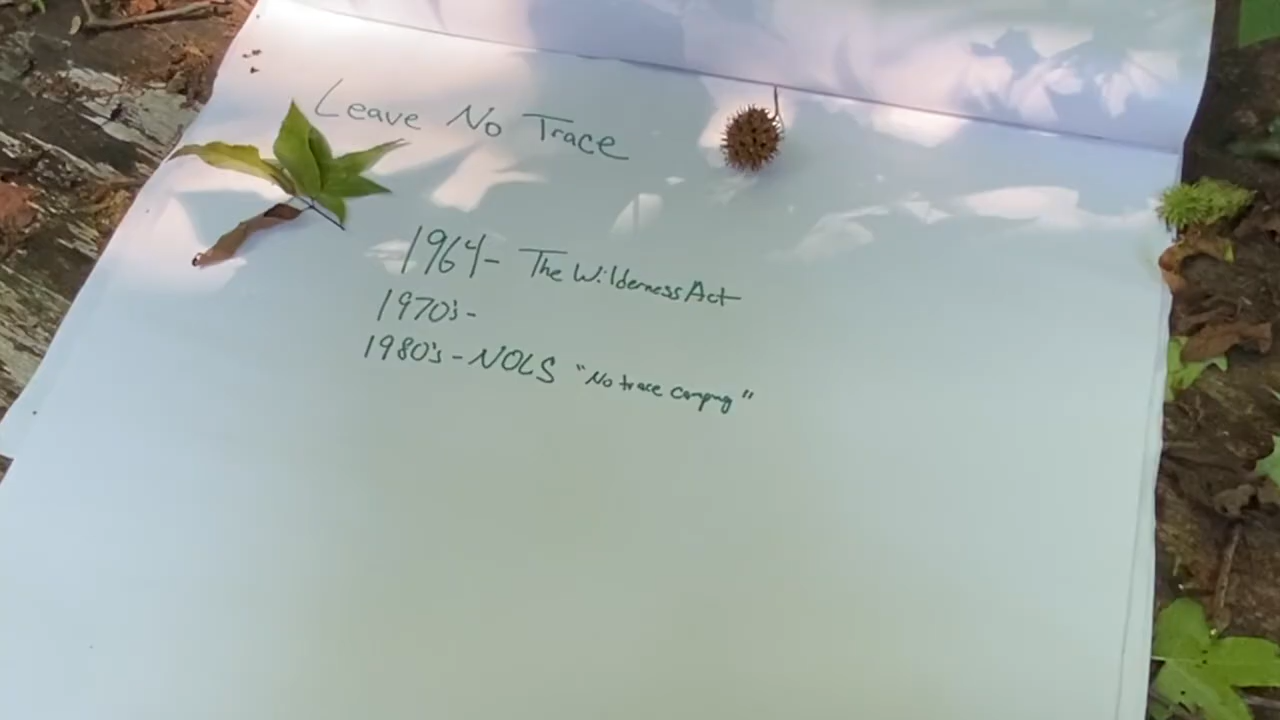 Leave No Trace
1964- The Wilderness Act
1970's-
1980's - NOLS "No trace camping"